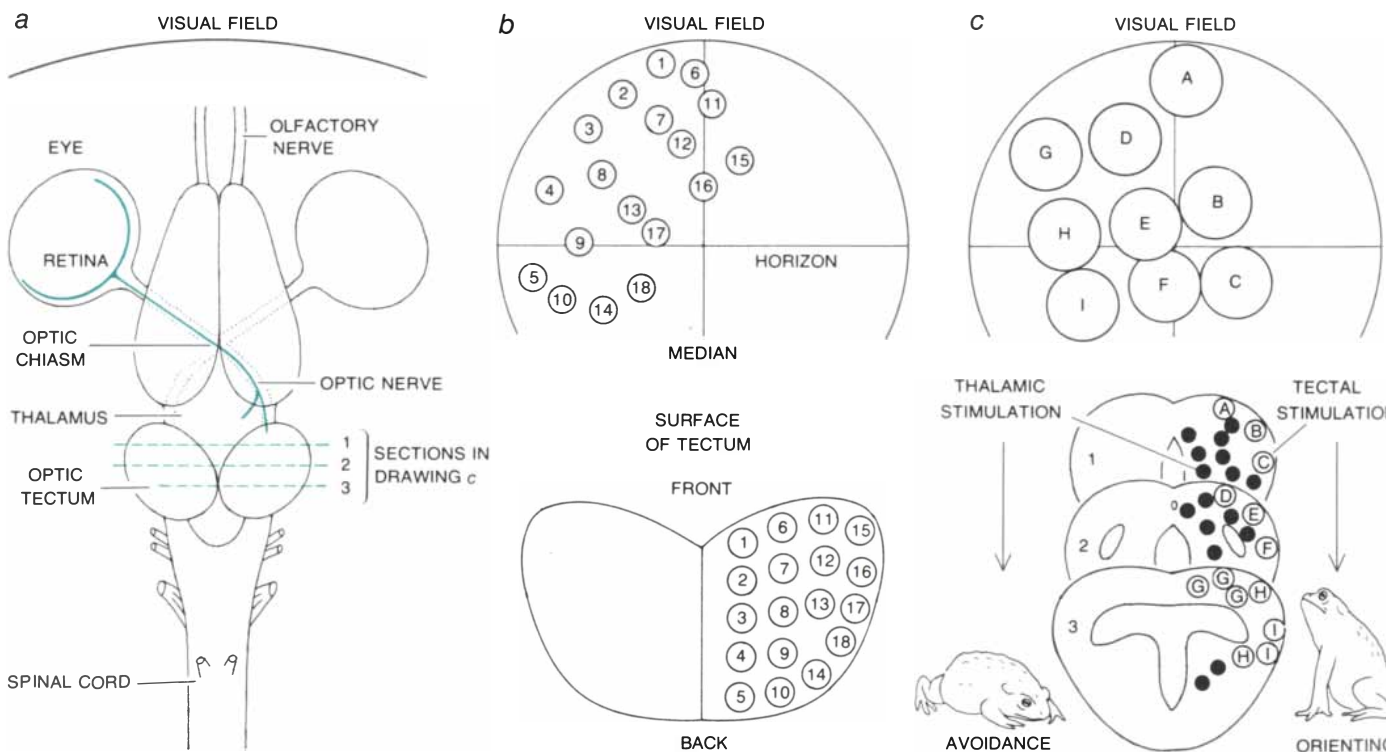 a
VISUAL FIELD
OLFACTORY
NERVE
EYE
RETINA
OPTIC
CHIASM
OPTIC NERVE
THALAMUS
1
2
3
SECTIONS IN
DRAWING c
OPTIC
TECTUM
SPINAL CORD
b
VISUAL FIELD
1
6
2
11
3
7
12
15
8
4
16
13
17
9
HORIZON
5
10
18
14
MEDIAN
SURFACE
OF TECTUM
FRONT
1 6 11 15
2 7 12 16
3 8 13 17
4 9 18
5 10 14
BACK
c
VISUAL FIELD
A
D
G
B
E
H
F
C
I
THALAMIC
STIMULATION
TECTAL
STIMULATION
A
B
1
C
D
E
2
F
G
G
G
H
3
I
H
I
AVOIDANCE
ORIENTING